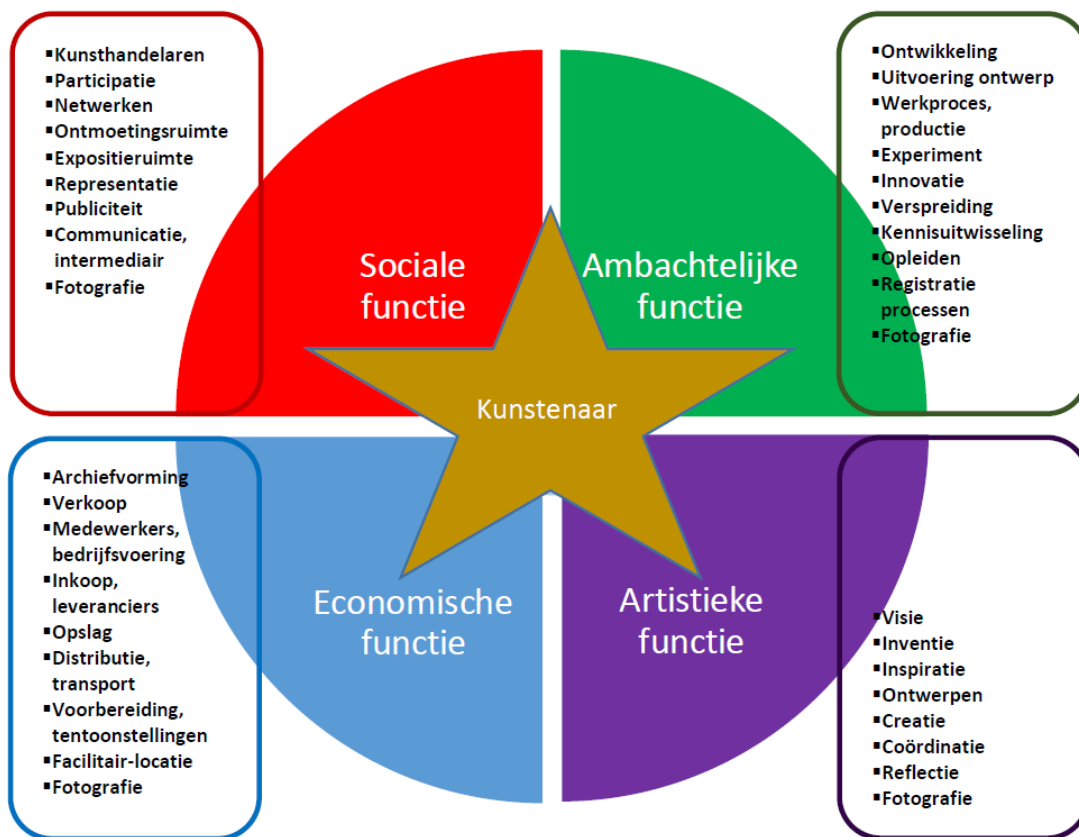 ▪Kunsthandelaren
▪Participatie
▪Netwerken
▪Ontmoetingsruimte
▪Expositieruimte
▪Representatie
▪Publiciteit
▪Communicatie,
intermediair
▪Fotografie
▪Ontwikkeling
▪Uitvoering ontwerp
▪Werkproces,
productie
▪Experiment
▪Innovatie
▪Verspreiding
▪Kennisuitwisseling
▪Opleiden
▪Registratie
processen
▪Fotografie
Sociale
functie
Ambachtelijke
functie
Kunstenaar
Economische
functie
Artistieke
functie
▪Archiefvorming
▪Verkoop
▪Medewerkers,
bedrijfsvoering
▪Inkoop,
leveranciers
▪Opslag
▪Distributie,
transport
▪Voorbereiding,
tentoonstellingen
▪Facilitair-locatie
▪Fotografie
▪Visie
▪Inventie
▪Inspiratie
▪Ontwerpen
▪Creatie
▪Coördinatie
▪Reflectie
▪Fotografie